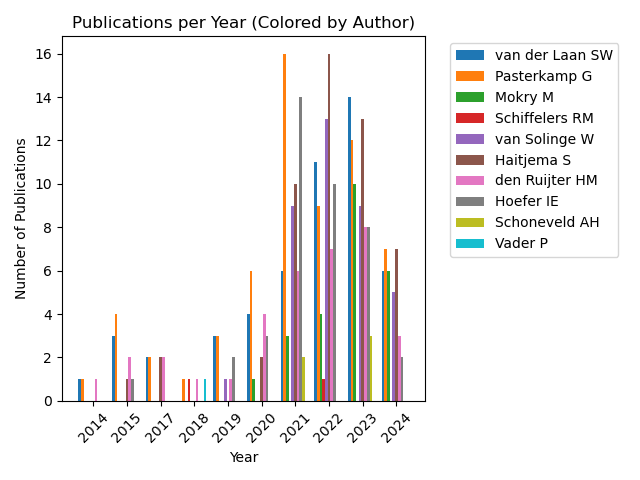 Publications per Year (Colored by Author)
Number of Publications
16
14
12
10
8
6
4
2
0
2014
2015
2017
2018
2019
2020
2021
2022
2023
2024
Year
van der Laan SW
Pasterkamp G
Mokry M
Schiffelers RM
van Solinge W
Haitjema S
den Ruijter HM
Hoefer IE
Schoneveld AH
Vader P